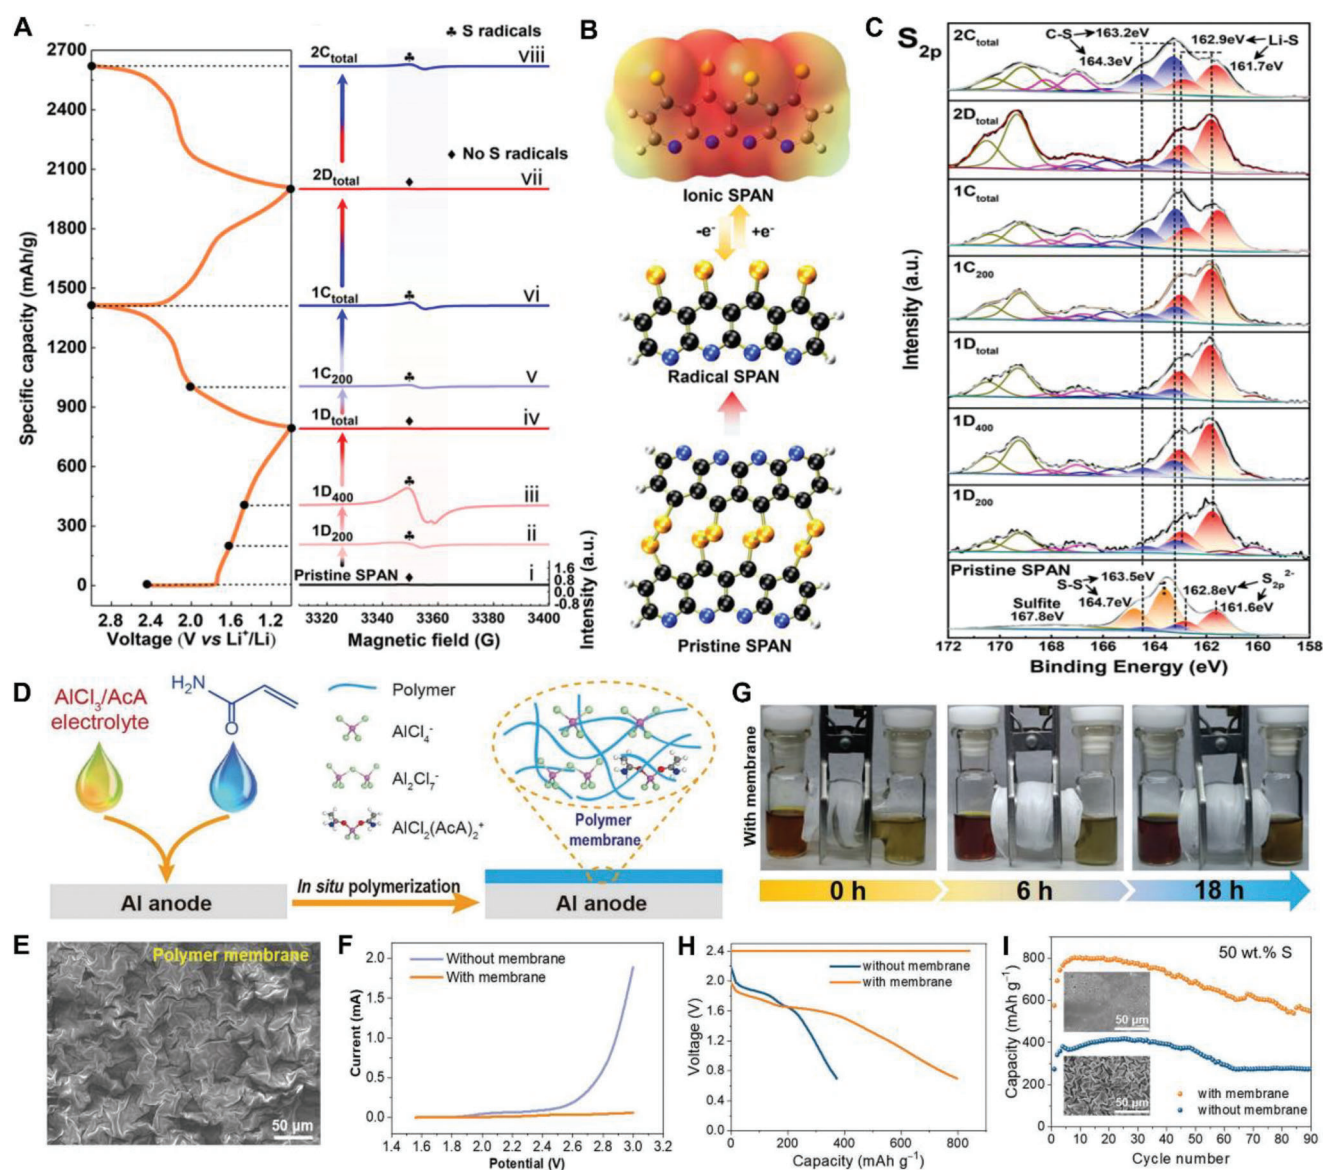 A
Specific capacity (mAh/g)
2700
2400
2100
1800
1500
1200
900
600
300
0
2.8 2.4 2.0 1.6 1.2
Voltage (V vs Li⁺/Li)
♣ S radicals
2C_total viii
♦ No S radicals
2D_total vii
1C_total vi
1C_200 v
1D_total iv
1D_400 iii
1D_200 ii
Pristine SPAN i
1.6
0.8
0.0
-0.8
Intensity (a.u.)
3320 3340 3360 3380 3400
Magnetic field (G)
B
Ionic SPAN
-e⁻ +e⁻
Radical SPAN
Pristine SPAN
C
S_2p
Intensity (a.u.)
2C_total
C-S 163.2eV
164.3eV
162.9eV Li-S
161.7eV
2D_total
1C_total
1C_200
1D_total
1D_400
1D_200
Pristine SPAN
S-S 163.5eV
164.7eV
162.8eV S_2p^2-
161.6eV
Sulfite
167.8eV
172 170 168 166 164 162 160 158
Binding Energy (eV)
D
AlCl₃/AcA
electrolyte
H₂N
O
Polymer
AlCl₄⁻
Al₂Cl₇⁻
AlCl₂(AcA)₂⁺
Polymer
membrane
Al anode
In situ polymerization
Al anode
G
With membrane
0 h 6 h 18 h
E
Polymer membrane
50 μm
F
Without membrane
With membrane
Current (mA)
2.0
1.5
1.0
0.5
0.0
1.4 1.6 1.8 2.0 2.2 2.4 2.6 2.8 3.0 3.2
Potential (V)
H
without membrane
with membrane
Voltage (V)
2.4
2.0
1.6
1.2
0.8
0.4
0.0
0 200 400 600 800
Capacity (mAh g⁻¹)
I
50 wt.% S
50 μm
50 μm
with membrane
without membrane
Capacity (mAh g⁻¹)
1000
800
600
400
200
0
0 10 20 30 40 50 60 70 80 90
Cycle number